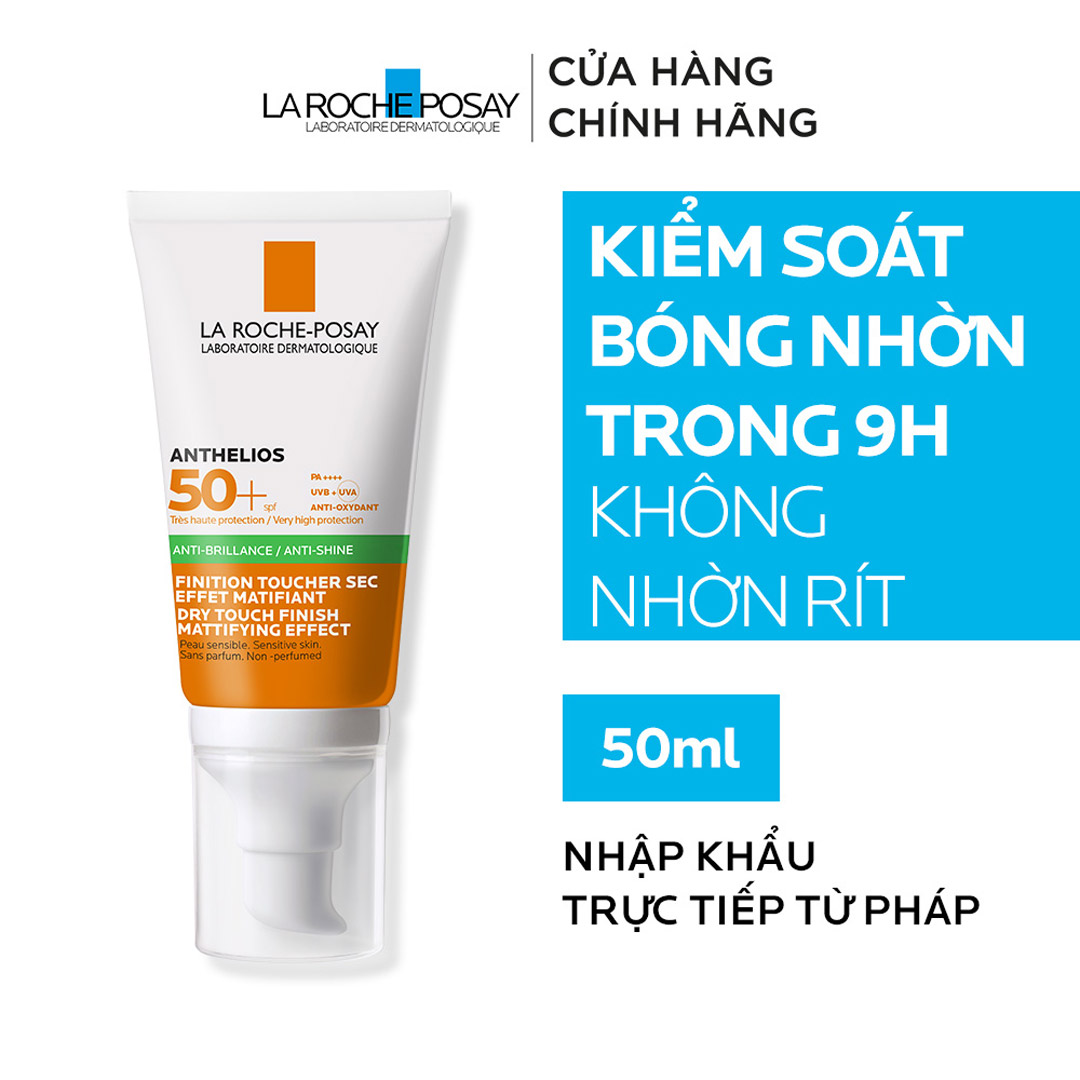 LA ROCHE POSAY
LABORATOIRE DERMATOLOGIQUE
CỬA HÀNG
CHÍNH HÃNG
LA ROCHE-POSAY
LABORATOIRE DERMATOLOGIQUE
ANTHELIOS
50+ spf
PA ++++
UVB + UVA
ANTI-OXYDANT
Très haute protection / Very high protection
ANTI-BRILLANCE / ANTI-SHINE
FINITION TOUCHER SEC
EFFET MATIFIANT
DRY TOUCH FINISH
MATTIFYING EFFECT
Peau sensible. Sensitive skin.
Sans parfum. Non -perfumed
KIỂM SOÁT
BÓNG NHỜN
TRONG 9H
KHÔNG
NHỜN RÍT
50ml
NHẬP KHẨU
TRỰC TIẾP TỪ PHÁP